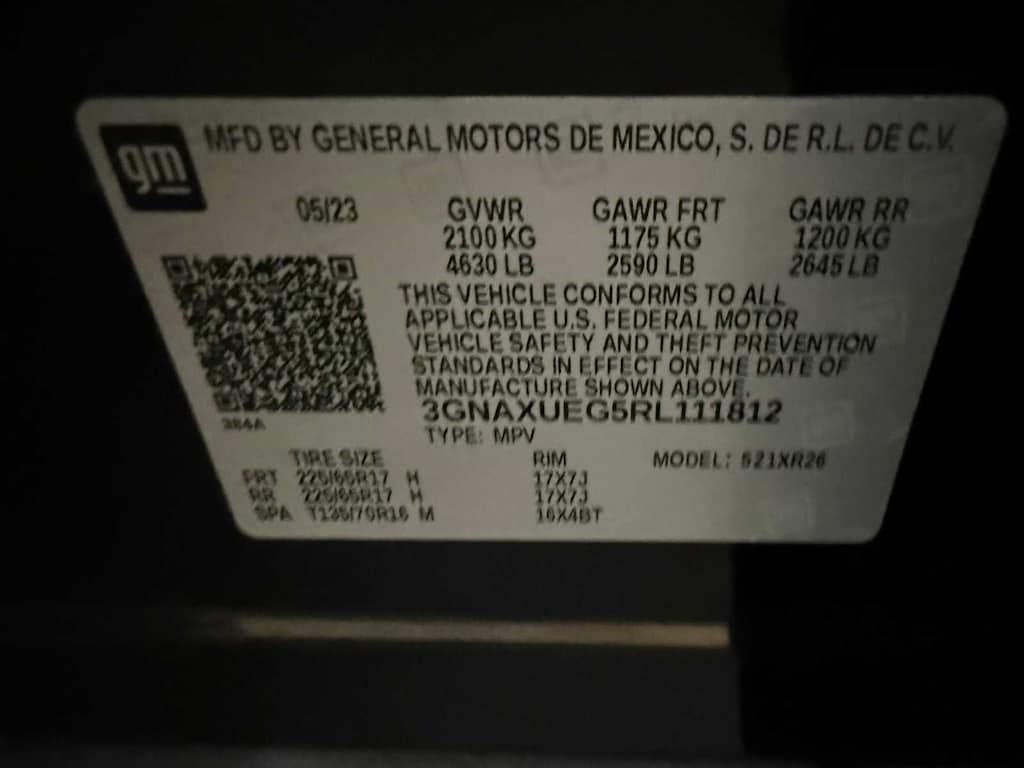 gm
MFD BY GENERAL MOTORS DE MEXICO, S. DE R.L. DE C.V.
05/23 GVWR GAWR FRT GAWR RR
2100 KG 1175 KG 1200 KG
4630 LB 2590 LB 2645 LB
THIS VEHICLE CONFORMS TO ALL
APPLICABLE U.S. FEDERAL MOTOR
VEHICLE SAFETY AND THEFT PREVENTION
STANDARDS IN EFFECT ON THE DATE OF
MANUFACTURE SHOWN ABOVE.
3GNAXUEG5RL111812
384A
TYPE: MPV
TIRE SIZE RIM MODEL: 521XR26
FRT 225/65R17 H 17X7J
RR 225/65R17 H 17X7J
SPA T135/70R16 M 16X4BT